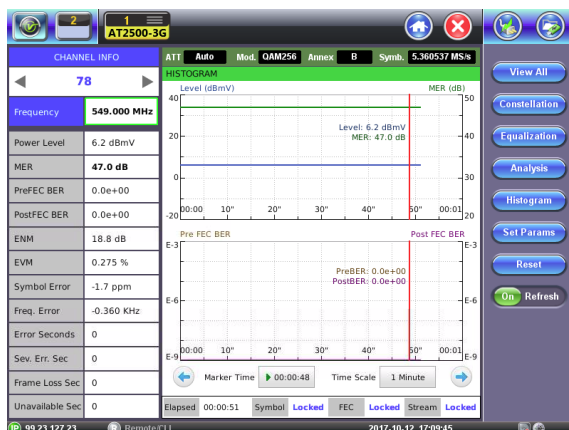 2
1
AT2500-3G
CHANNEL INFO
78
Frequency 549.000 MHz
Power Level 6.2 dBmV
MER 47.0 dB
PreFEC BER 0.0e+00
PostFEC BER 0.0e+00
ENM 18.8 dB
EVM 0.275 %
Symbol Error -1.7 ppm
Freq. Error -0.360 KHz
Error Seconds 0
Sev. Err. Sec 0
Frame Loss Sec 0
Unavailable Sec 0
ATT Auto Mod. QAM256 Annex B Symb. 5.360537 MS/s
HISTOGRAM
Level (dBmV) MER (dB)
40 50
Level: 6.2 dBmV
MER: 47.0 dB
20 40
0 30
-20 00:00 10" 20" 30" 40" 50" 00:01 20
Pre FEC BER Post FEC BER
E-3 E-3
PreBER: 0.0e+00
PostBER: 0.0e+00
E-6 E-6
00:00 10" 20" 30" 40" 50" 00:01
E-9 E-9
Marker Time 00:00:48 Time Scale 1 Minute
Elapsed 00:00:51 Symbol Locked FEC Locked Stream Locked
View All
Constellation
Equalization
Analysis
Histogram
Set Params
Reset
On Refresh
IP 99.23.127.23 R Remote/CLI 2017-10-12 17:09:45